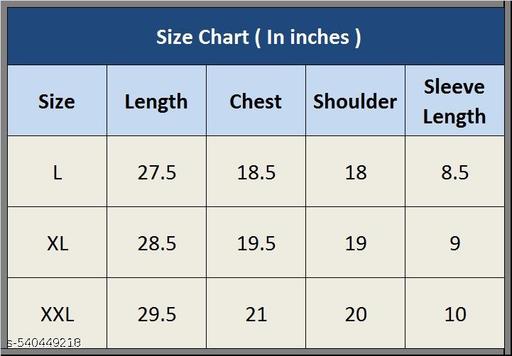 Size Chart ( In inches )
Size Length Chest Shoulder Sleeve Length
L 27.5 18.5 18 8.5
XL 28.5 19.5 19 9
XXL 29.5 21 20 10
s-540449218